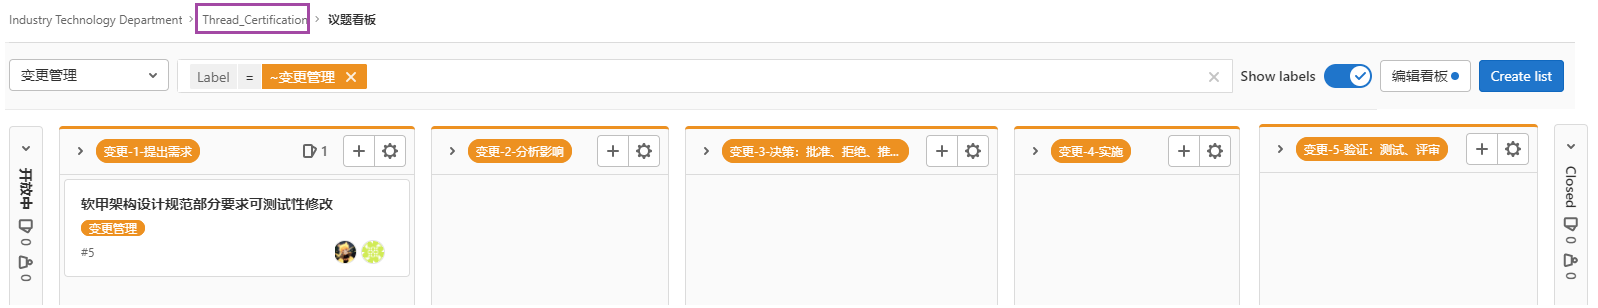 Industry Technology Department > Thread_Certification > 议题看板
变更管理
Label = ~变更管理 ×
Show labels
编辑看板
Create list
开放中 0 0
变更-1-提出需求 1
软甲架构设计规范部分要求可测试性修改
变更管理
#5
变更-2-分析影响
变更-3-决策：批准、拒绝、推...
变更-4-实施
变更-5-验证：测试、评审
Closed 0 0